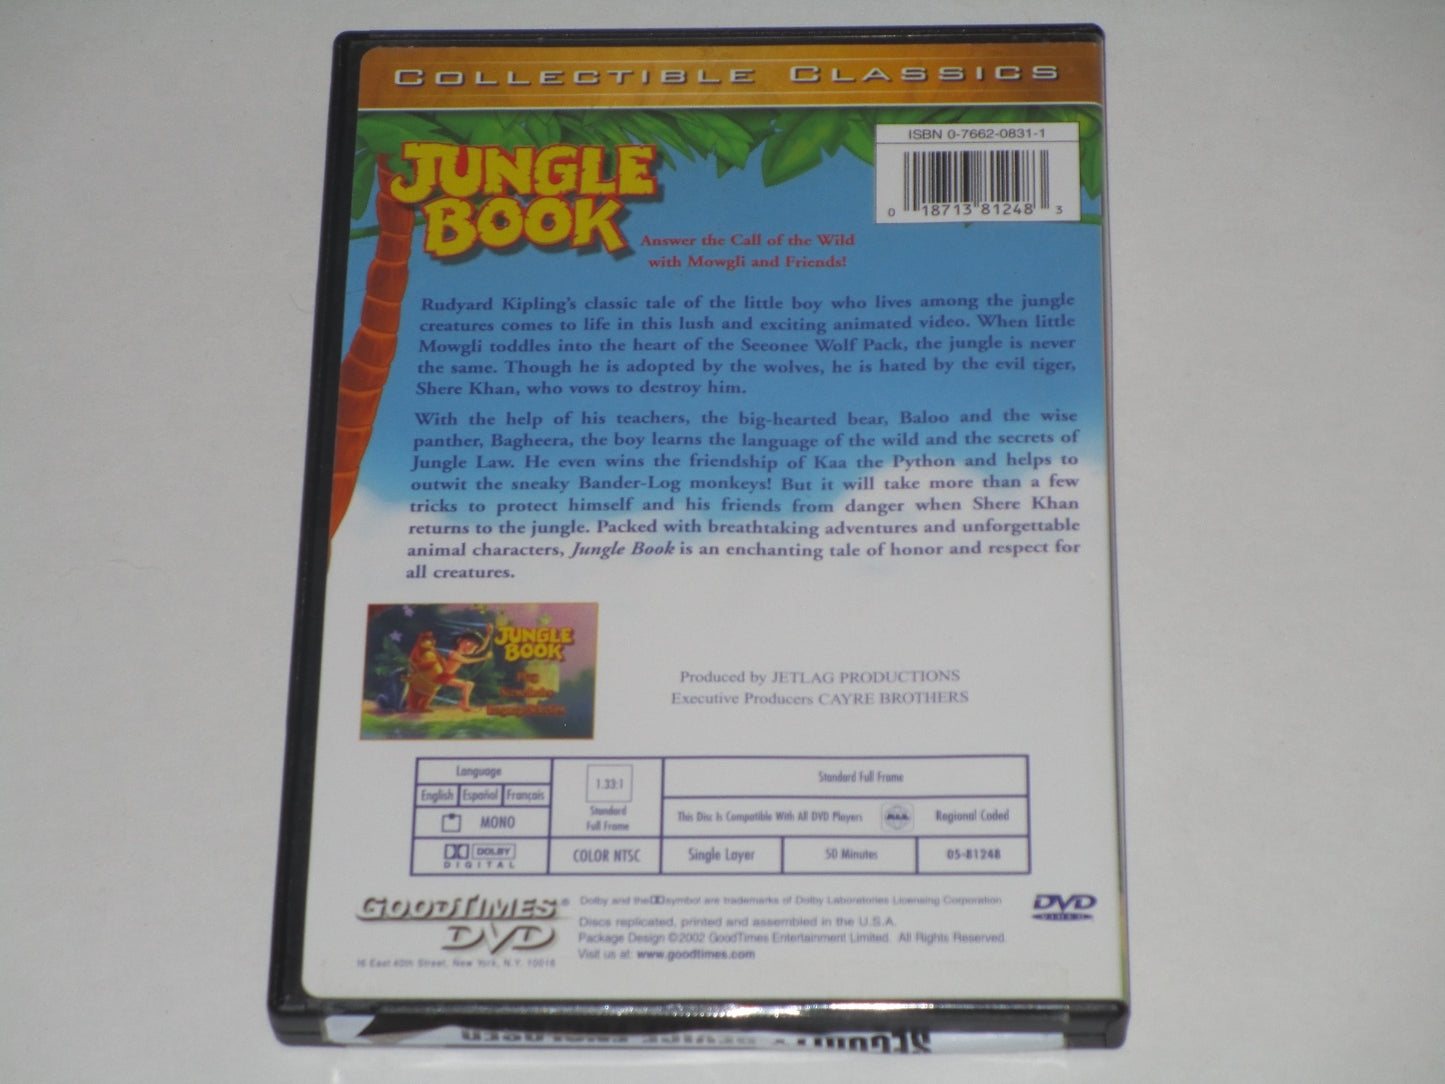 COLLECTIBLE CLASSICS
ISBN 0-7662-0831-1
0 18713 81248 3
JUNGLE
BOOK
Answer the Call of the Wild
with Mowgli and Friends!
Rudyard Kipling's classic tale of the little boy who lives among the jungle
creatures comes to life in this lush and exciting animated video. When little
Mowgli toddles into the heart of the Seeonee Wolf Pack, the jungle is never
the same. Though he is adopted by the wolves, he is hated by the evil tiger,
Shere Khan, who vows to destroy him.
With the help of his teachers, the big-hearted bear, Baloo and the wise
panther, Bagheera, the boy learns the language of the wild and the secrets of
Jungle Law. He even wins the friendship of Kaa the Python and helps to
outwit the sneaky Bander-Log monkeys! But it will take more than a few
tricks to protect himself and his friends from danger when Shere Khan
returns to the jungle. Packed with breathtaking adventures and unforgettable
animal characters, Jungle Book is an enchanting tale of honor and respect for
all creatures.
JUNGLE
BOOK
Play
Produced by JETLAG PRODUCTIONS
Executive Producers CAYRE BROTHERS
Language
English Español Français
MONO
DOLBY
DIGITAL
1.33:1
Standard
Full Frame
COLOR NTSC
Standard Full Frame
This Disc Is Compatible With All DVD Players
Regional Coded
Single Layer
50 Minutes
05-81248
GOODTIMES®
DVD
16 East 40th Street, New York, N.Y. 10016
Dolby and the symbol are trademarks of Dolby Laboratories Licensing Corporation
Discs replicated, printed and assembled in the U.S.A.
Package Design ©2002 GoodTimes Entertainment Limited. All Rights Reserved.
Visit us at: www.goodtimes.com
DVD
VIDEO
SECURITY DEVICE ENCLOSED